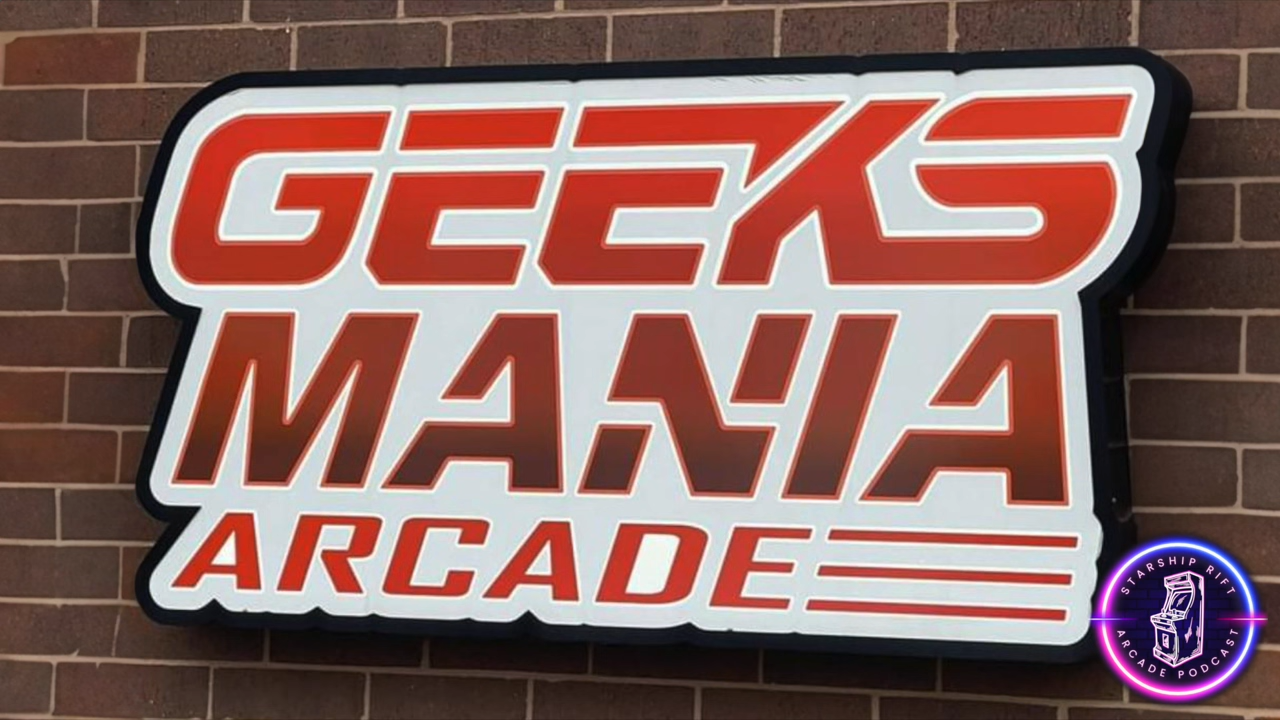 GEEKS
MANIA
ARCADE
STARSHIP RIFT
ARCADE PODCAST